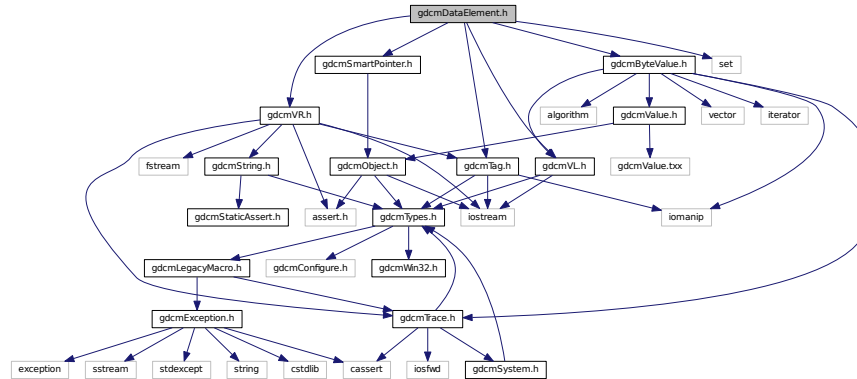 gdcmDataElement.h
gdcmSmartPointer.h
gdcmByteValue.h
set
gdcmVR.h
algorithm
gdcmValue.h
vector
iterator
fstream
gdcmString.h
gdcmObject.h
gdcmTag.h
gdcmVL.h
gdcmValue.txx
gdcmStaticAssert.h
assert.h
gdcmTypes.h
iostream
iomanip
gdcmLegacyMacro.h
gdcmConfigure.h
gdcmWin32.h
gdcmException.h
gdcmTrace.h
exception
sstream
stdexcept
string
cstdlib
cassert
iosfwd
gdcmSystem.h